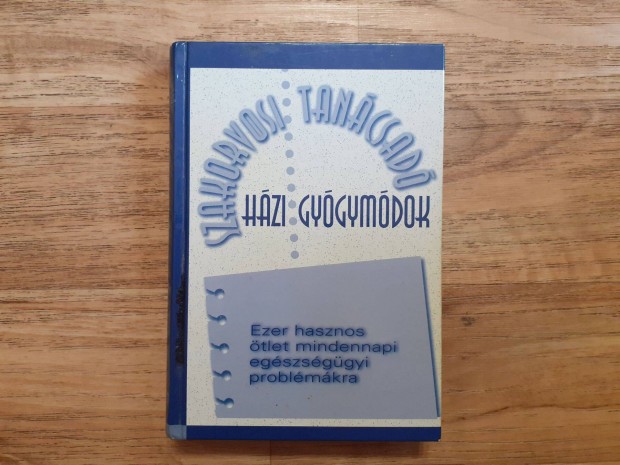 SZAKORVOSI TANÁCSADÓ
HÁZI GYÓGYMÓDOK
Ezer hasznos
ötlet mindennapi
egészségügyi
problémákra